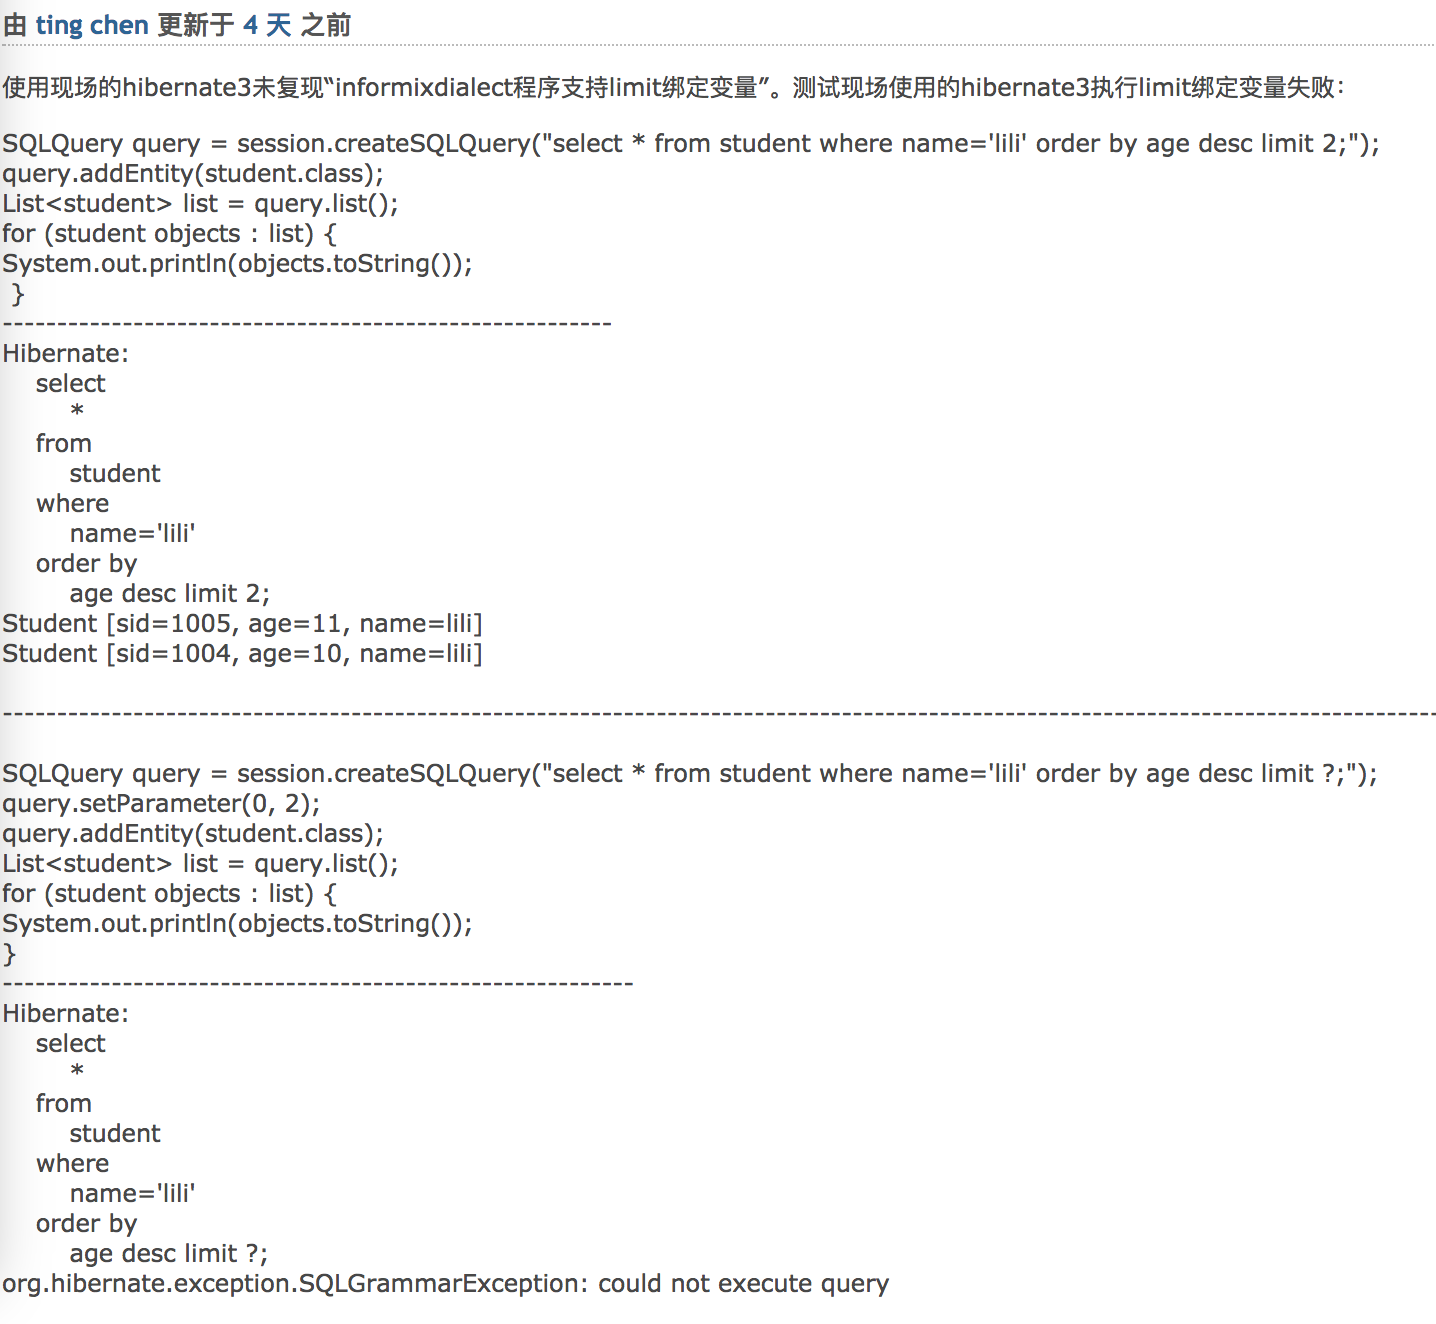 由 ting chen 更新于 4 天 之前
使用现场的hibernate3未复现“informixdialect程序支持limit绑定变量”。测试现场使用的hibernate3执行limit绑定变量失败：
SQLQuery query = session.createSQLQuery("select * from student where name='lili' order by age desc limit 2;");
query.addEntity(student.class);
List<student> list = query.list();
for (student objects : list) {
System.out.println(objects.toString());
}
--------------------------------------------------------
Hibernate:
select
*
from
student
where
name='lili'
order by
age desc limit 2;
Student [sid=1005, age=11, name=lili]
Student [sid=1004, age=10, name=lili]
------------------------------------------------------------------------------------------------------------------------------------
SQLQuery query = session.createSQLQuery("select * from student where name='lili' order by age desc limit ?;");
query.setParameter(0, 2);
query.addEntity(student.class);
List<student> list = query.list();
for (student objects : list) {
System.out.println(objects.toString());
}
----------------------------------------------------------
Hibernate:
select
*
from
student
where
name='lili'
order by
age desc limit ?;
org.hibernate.exception.SQLGrammarException: could not execute query